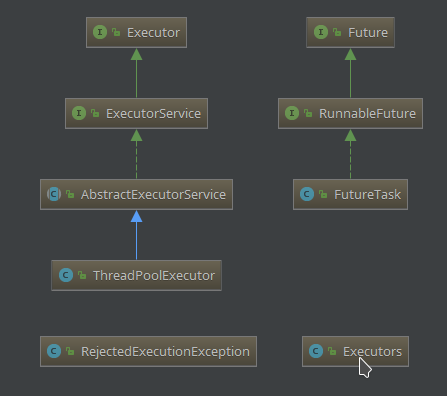 Executor
Future
ExecutorService
RunnableFuture
AbstractExecutorService
FutureTask
ThreadPoolExecutor
RejectedExecutionException
Executors